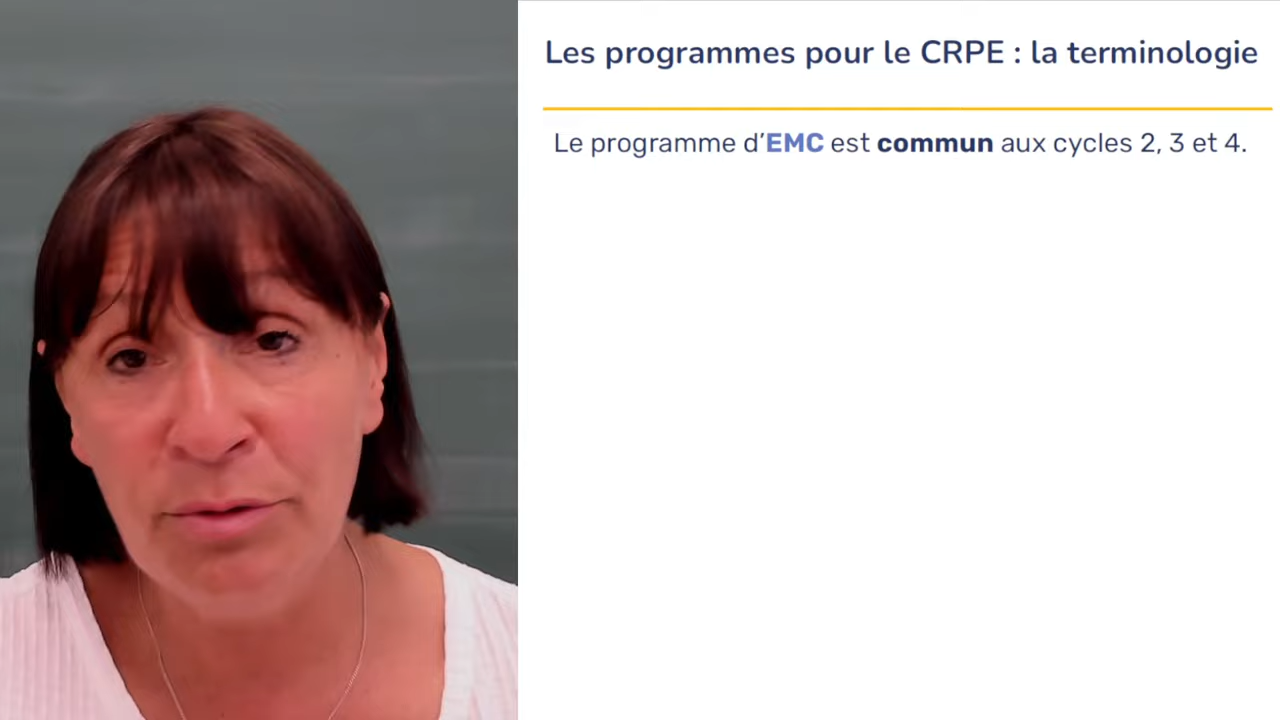 Les programmes pour le CRPE : la terminologie
Le programme d’EMC est commun aux cycles 2, 3 et 4.